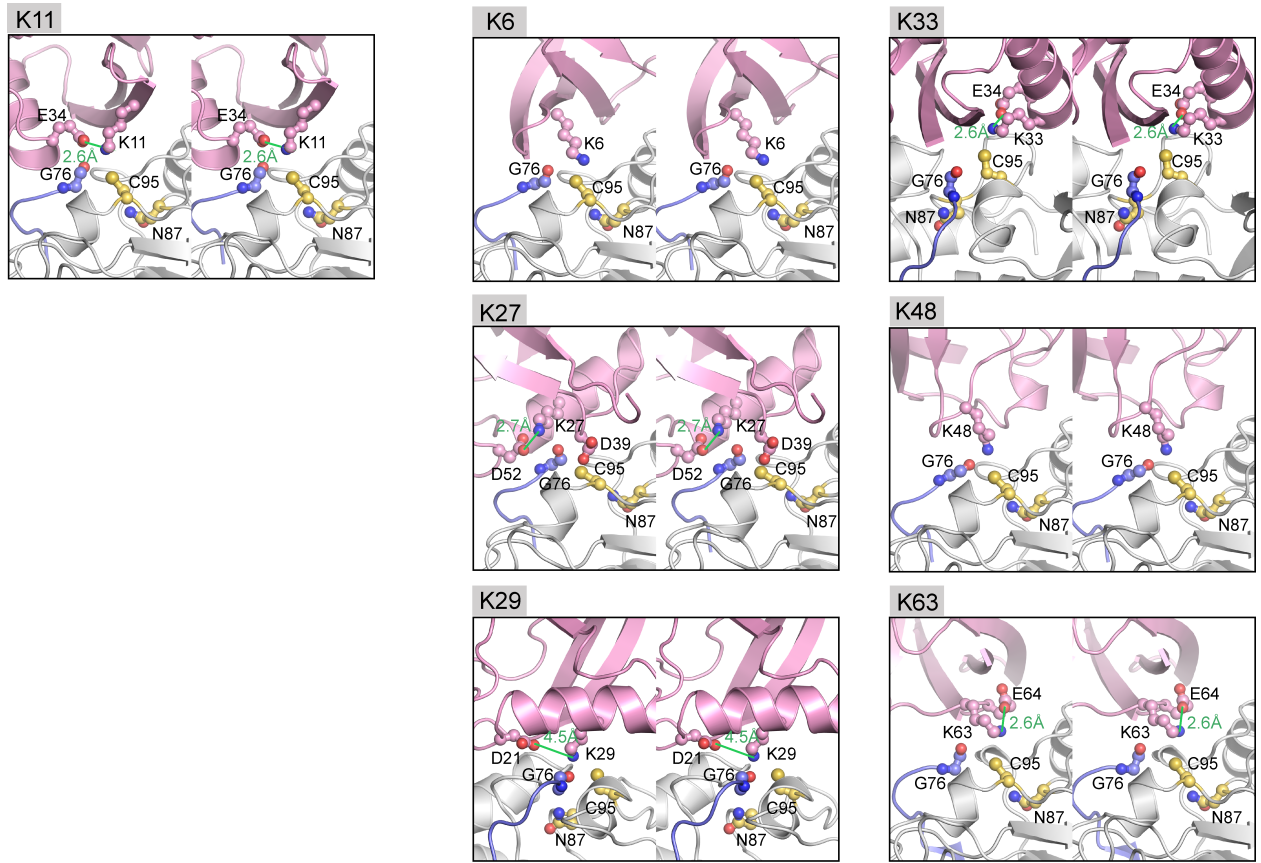 K11
E34
K11
2.6Å
G76
C95
N87
E34
K11
2.6Å
G76
C95
N87
K6
K6
G76
C95
N87
K6
G76
C95
N87
K33
E34
2.6Å
K33
C95
G76
N87
E34
2.6Å
K33
C95
G76
N87
K27
2.7Å
K27
D39
D52
C95
G76
N87
2.7Å
K27
D39
D52
C95
G76
N87
K48
K48
G76
C95
N87
K48
G76
C95
N87
K29
4.5Å
D21
K29
G76
C95
N87
4.5Å
D21
K29
G76
C95
N87
K63
E64
2.6Å
K63
C95
G76
N87
E64
2.6Å
K63
C95
G76
N87